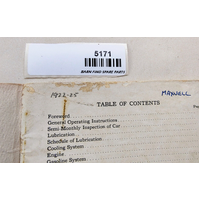 5171
BARN FIND SPARE PARTS
1922-25
MAXWELL
TABLE OF CONTENTS
Foreword
General Operating Instructions
Semi-Monthly Inspection of Car
Lubrication
Schedule of Lubrication
Cooling System
Engine
Gasoline System